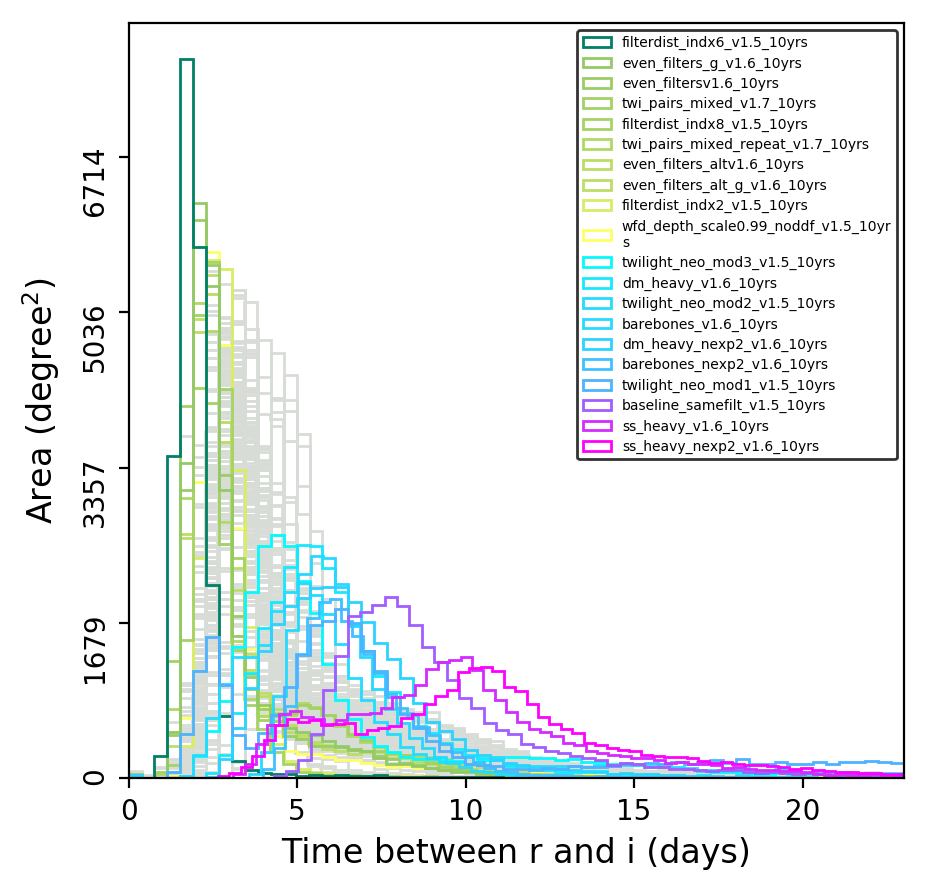 filterdist_indx6_v1.5_10yrs
even_filters_g_v1.6_10yrs
even_filtersv1.6_10yrs
twi_pairs_mixed_v1.7_10yrs
filterdist_indx8_v1.5_10yrs
twi_pairs_mixed_repeat_v1.7_10yrs
even_filters_altv1.6_10yrs
even_filters_alt_g_v1.6_10yrs
filterdist_indx2_v1.5_10yrs
wfd_depth_scale0.99_noddf_v1.5_10yr
s
twilight_neo_mod3_v1.5_10yrs
dm_heavy_v1.6_10yrs
twilight_neo_mod2_v1.5_10yrs
barebones_v1.6_10yrs
dm_heavy_nexp2_v1.6_10yrs
barebones_nexp2_v1.6_10yrs
twilight_neo_mod1_v1.5_10yrs
baseline_samefilt_v1.5_10yrs
ss_heavy_v1.6_10yrs
ss_heavy_nexp2_v1.6_10yrs
Area (degree²)
6714
5036
3357
1679
0
0 5 10 15 20
Time between r and i (days)